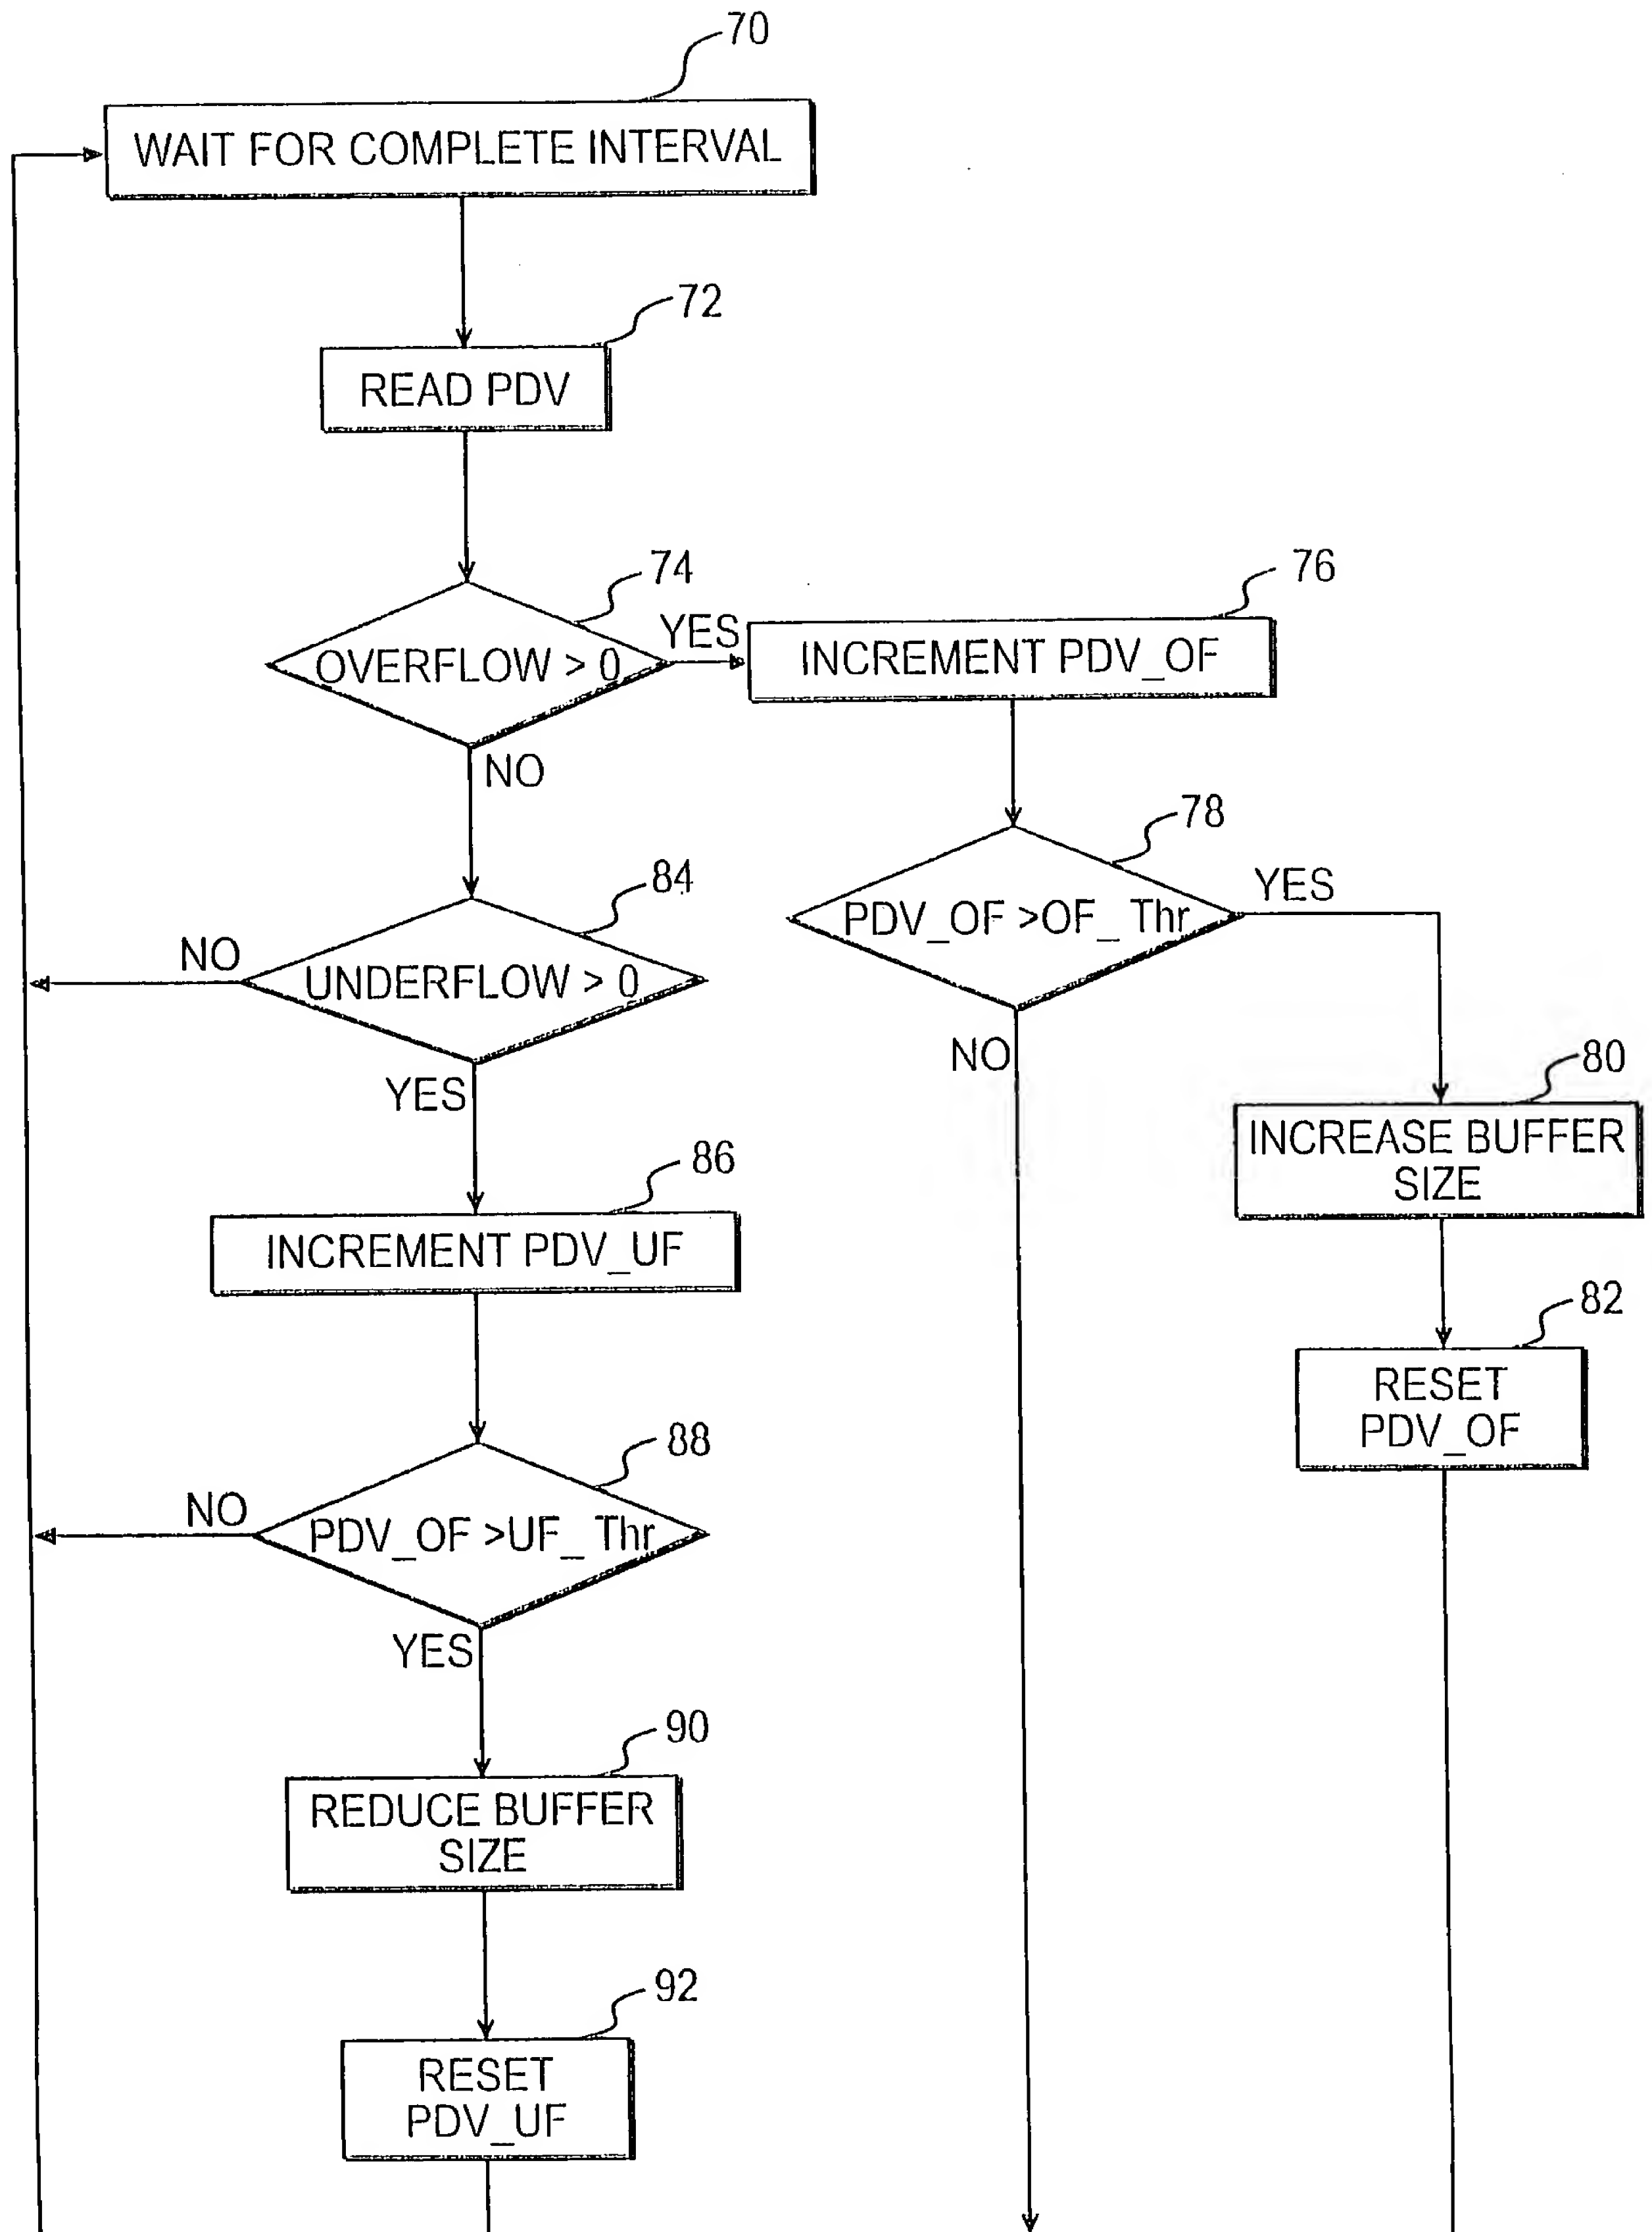 70
WAIT FOR COMPLETE INTERVAL
72
READ PDV
74
OVERFLOW > 0
YES
76
INCREMENT PDV_OF
NO
78
PDV_OF >OF_ Thr
YES
NO
84
UNDERFLOW > 0
NO
YES
80
INCREASE BUFFER
SIZE
86
INCREMENT PDV_UF
82
RESET
PDV_OF
88
PDV_OF >UF_ Thr
NO
YES
90
REDUCE BUFFER
SIZE
92
RESET
PDV_UF